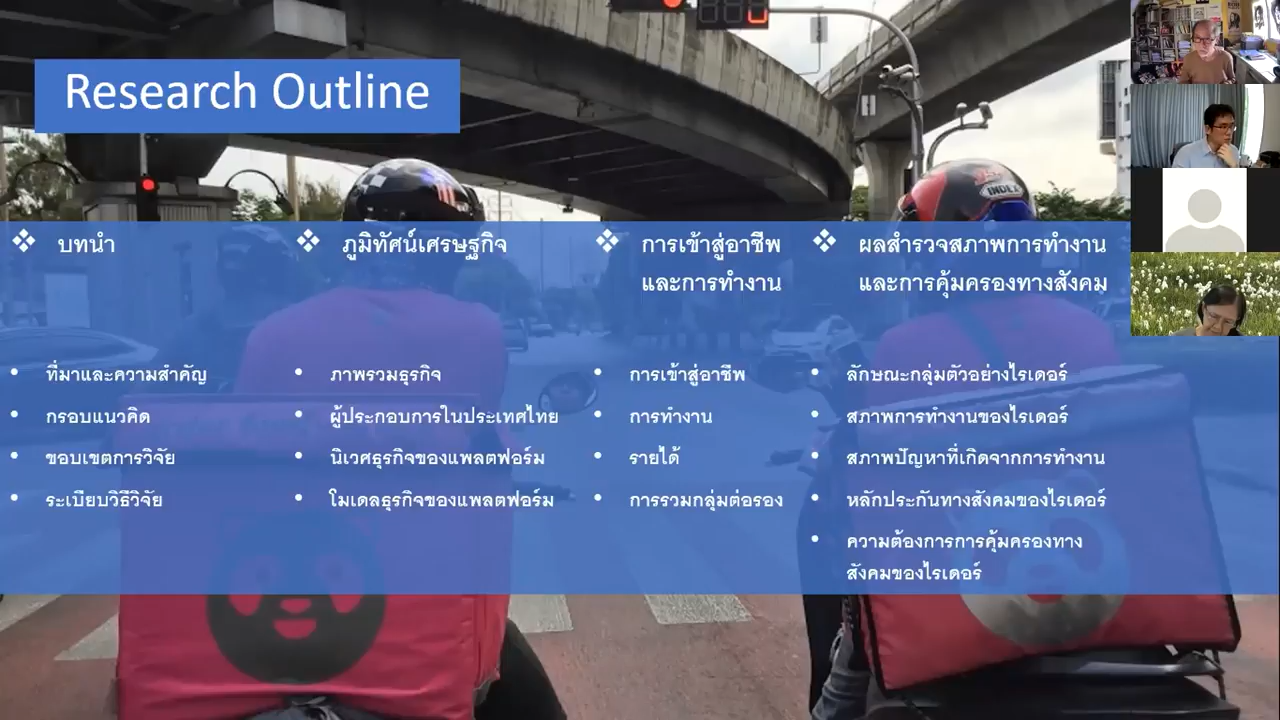 Research Outline
❖ บทนำ
• ที่มาและความสำคัญ
• กรอบแนวคิด
• ขอบเขตการวิจัย
• ระเบียบวิธีวิจัย
❖ ภูมิทัศน์เศรษฐกิจ
• ภาพรวมธุรกิจ
• ผู้ประกอบการในประเทศไทย
• นิเวศธุรกิจของแพลตฟอร์ม
• โมเดลธุรกิจของแพลตฟอร์ม
❖ การเข้าสู่อาชีพ
และการทำงาน
• การเข้าสู่อาชีพ
• การทำงาน
• รายได้
• การรวมกลุ่มต่อรอง
❖ ผลสำรวจสภาพการทำงาน
และการคุ้มครองทางสังคม
• ลักษณะกลุ่มตัวอย่างไรเดอร์
• สภาพการทำงานของไรเดอร์
• สภาพปัญหาที่เกิดจากการทำงาน
• หลักประกันทางสังคมของไรเดอร์
• ความต้องการการคุ้มครองทาง
สังคมของไรเดอร์
INDEX